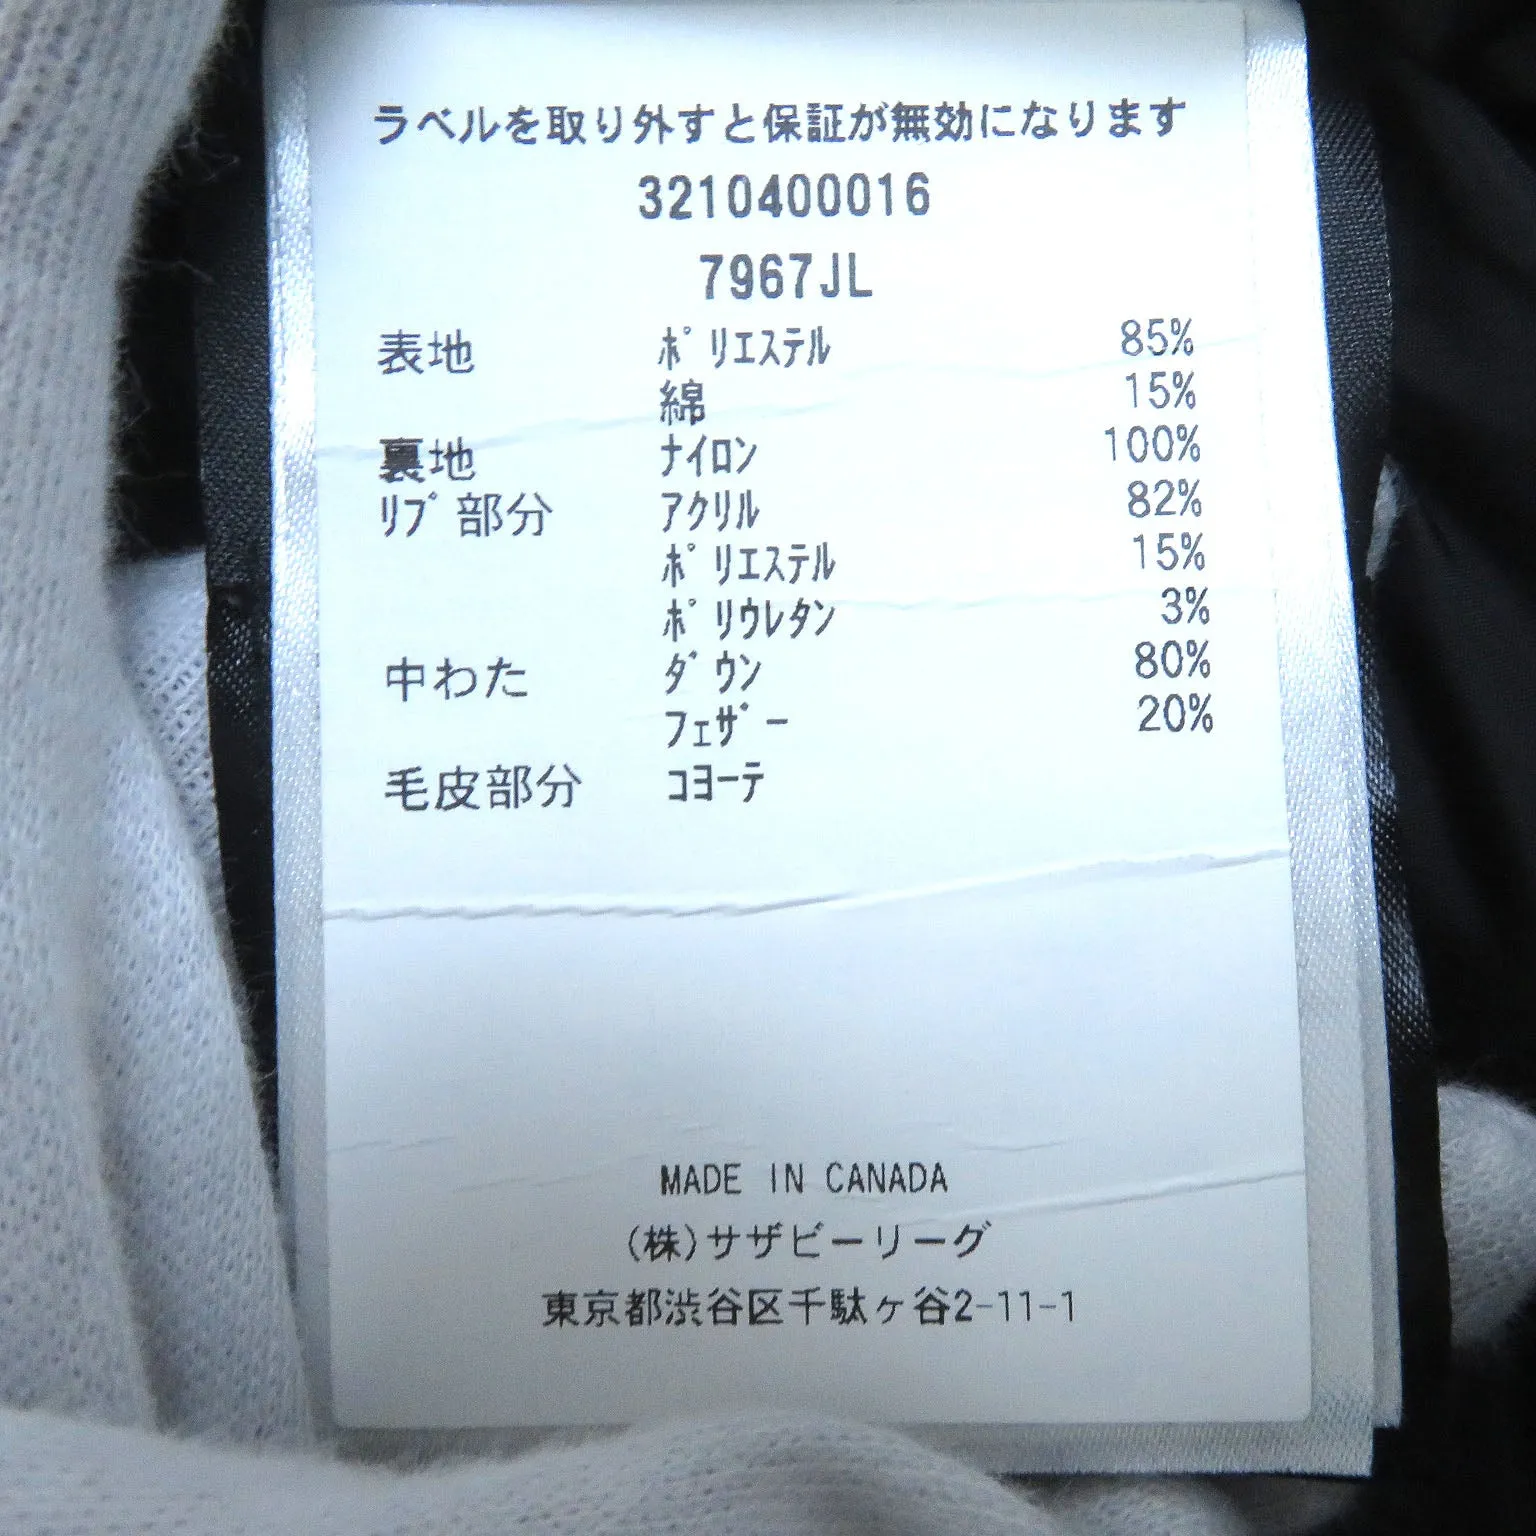 ラベルを取り外すと保証が無効になります
3210400016
7967JL
表地 ポリエステル 85%
綿 15%
裏地 ナイロン 100%
リブ部分 アクリル 82%
ポリエステル 15%
ポリウレタン 3%
中わた ダウン 80%
フェザー 20%
毛皮部分 コヨーテ
MADE IN CANADA
(株)サザビーリーグ
東京都渋谷区千駄ヶ谷2-11-1